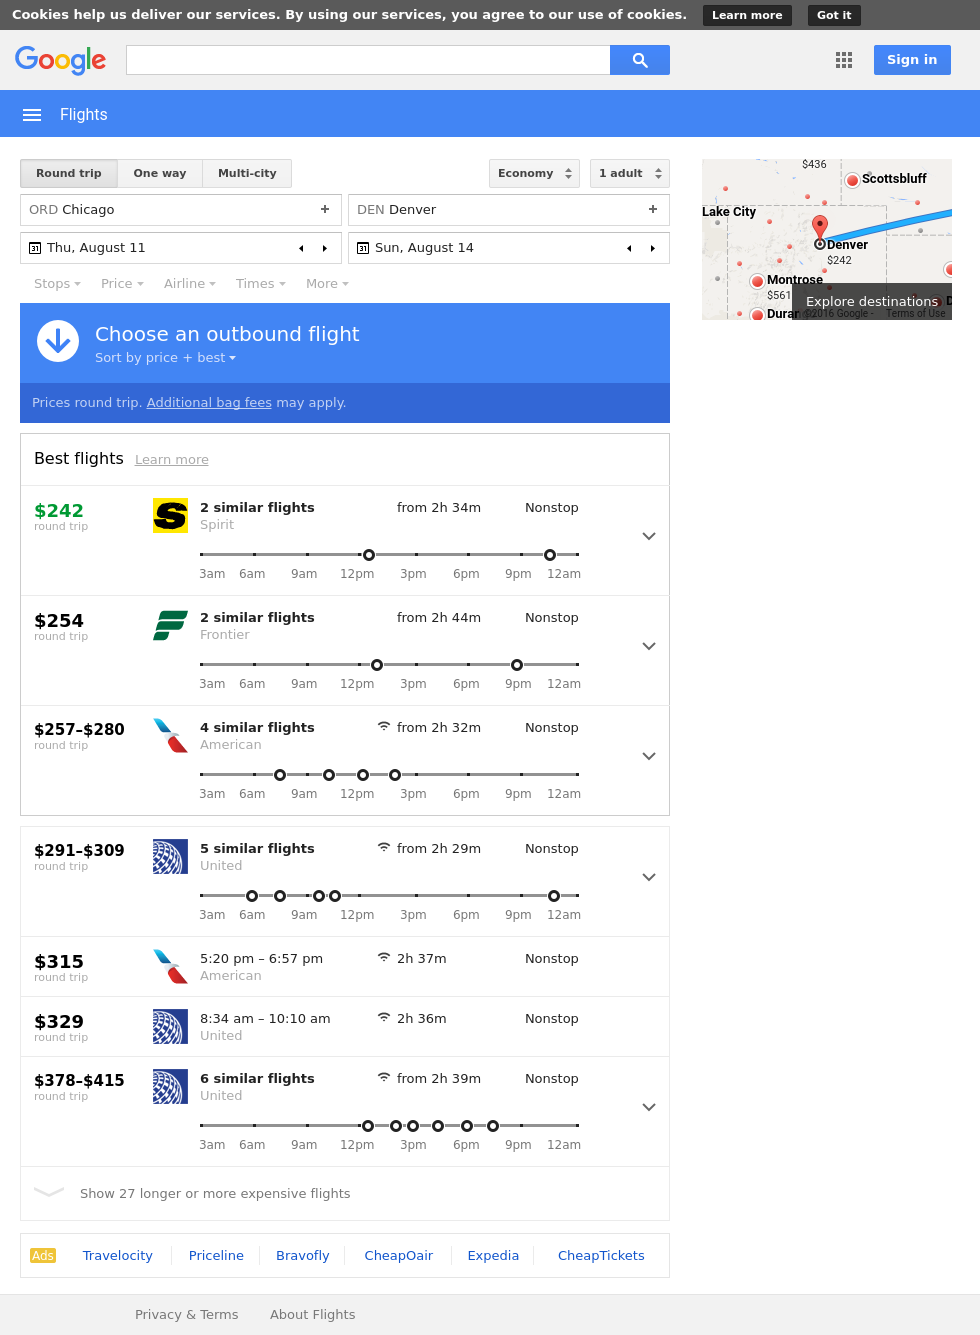 Cookies help us deliver our services. By using our services, you agree to our use of cookies. Learn more Got it
Google Sign in
Flights
Round trip One way Multi-city Economy 1 adult
ORD Chicago + DEN Denver +
31 Thu, August 11 31 Sun, August 14
Stops Price Airline Times More
$436
Scottsbluff
Lake City
Denver
$242
Montrose
$561
Explore destinations
Duran ©2016 Google - Terms of Use
Choose an outbound flight
Sort by price + best
Prices round trip. Additional bag fees may apply.
Best flights Learn more
$242 2 similar flights from 2h 34m Nonstop
round trip Spirit
3am 6am 9am 12pm 3pm 6pm 9pm 12am
$254 2 similar flights from 2h 44m Nonstop
round trip Frontier
3am 6am 9am 12pm 3pm 6pm 9pm 12am
$257–$280 4 similar flights from 2h 32m Nonstop
round trip American
3am 6am 9am 12pm 3pm 6pm 9pm 12am
$291–$309 5 similar flights from 2h 29m Nonstop
round trip United
3am 6am 9am 12pm 3pm 6pm 9pm 12am
$315 5:20 pm – 6:57 pm 2h 37m Nonstop
round trip American
$329 8:34 am – 10:10 am 2h 36m Nonstop
round trip United
$378–$415 6 similar flights from 2h 39m Nonstop
round trip United
3am 6am 9am 12pm 3pm 6pm 9pm 12am
Show 27 longer or more expensive flights
Ads Travelocity Priceline Bravofly CheapOair Expedia CheapTickets
Privacy & Terms About Flights